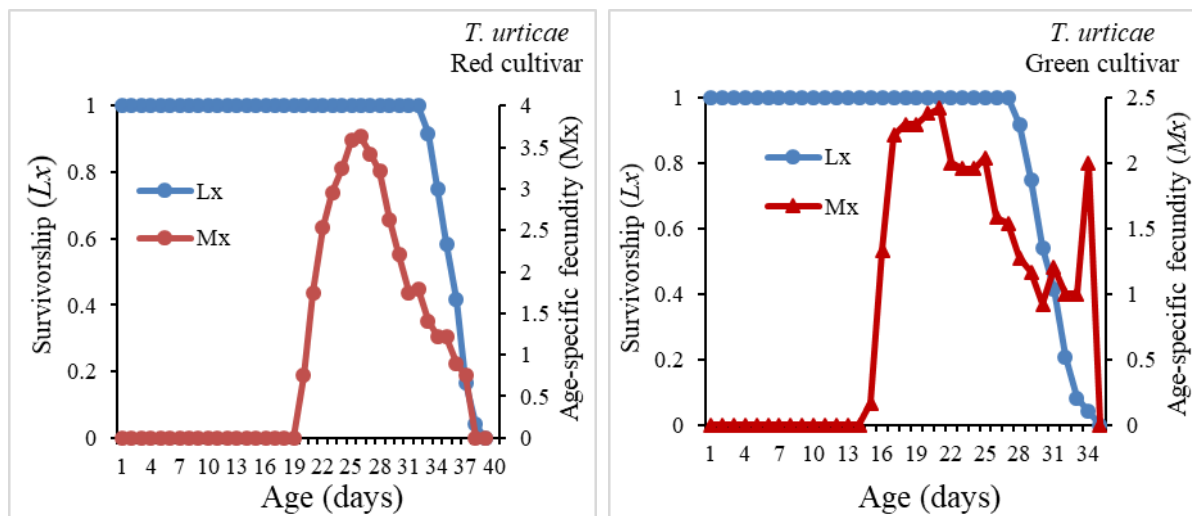 T. urticae
Red cultivar
1
0.8
0.6
0.4
0.2
0
Survivorship (Lx)
Lx
Mx
4
3.5
3
2.5
2
1.5
1
0.5
0
Age-specific fecundity (Mx)
1 4 7 10 13 16 19 22 25 28 31 34 37 40
Age (days)
T. urticae
Green cultivar
1
0.8
0.6
0.4
0.2
0
Survivorship (Lx)
Lx
Mx
2.5
2
1.5
1
0.5
0
Age-specific fecundity (Mx)
1 4 7 10 13 16 19 22 25 28 31 34
Age (days)